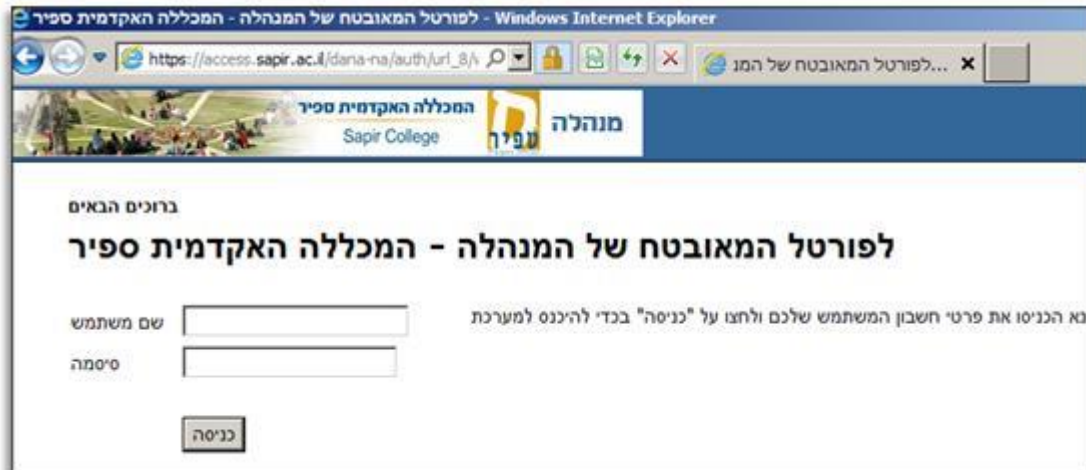 לפורטל המאובטח של המנהלה - המכללה האקדמית ספיר - Windows Internet Explorer
https://access.sapir.ac.il/dana-na/auth/url_8/
לפורטל המאובטח של המנ...
המכללה האקדמית ספיר
Sapir College
ספיר
מנהלה
ברוכים הבאים
לפורטל המאובטח של המנהלה - המכללה האקדמית ספיר
שם משתמש
נא הכניסו את פרטי חשבון המשתמש שלכם ולחצו על "כניסה" בכדי להיכנס למערכת
סיסמה
כניסה